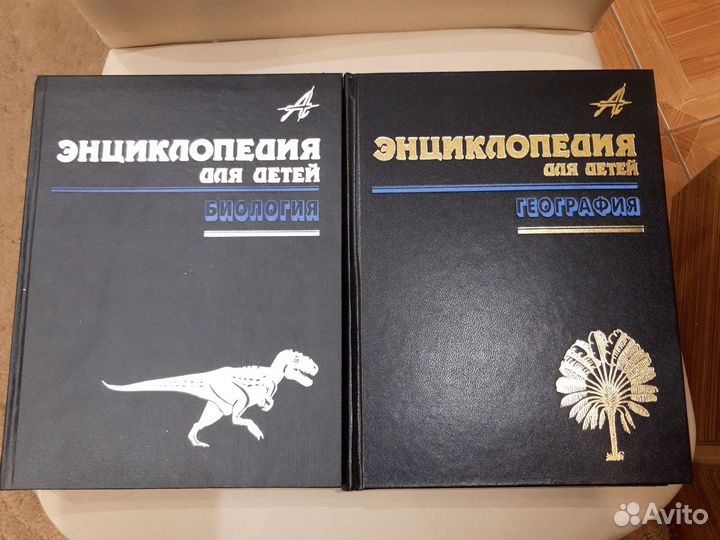 ЭНЦИКЛОПЕДИЯ
ДЛЯ ДЕТЕЙ
БИОЛОГИЯ
ЭНЦИКЛОПЕДИЯ
ДЛЯ ДЕТЕЙ
ГЕОГРАФИЯ
Avito